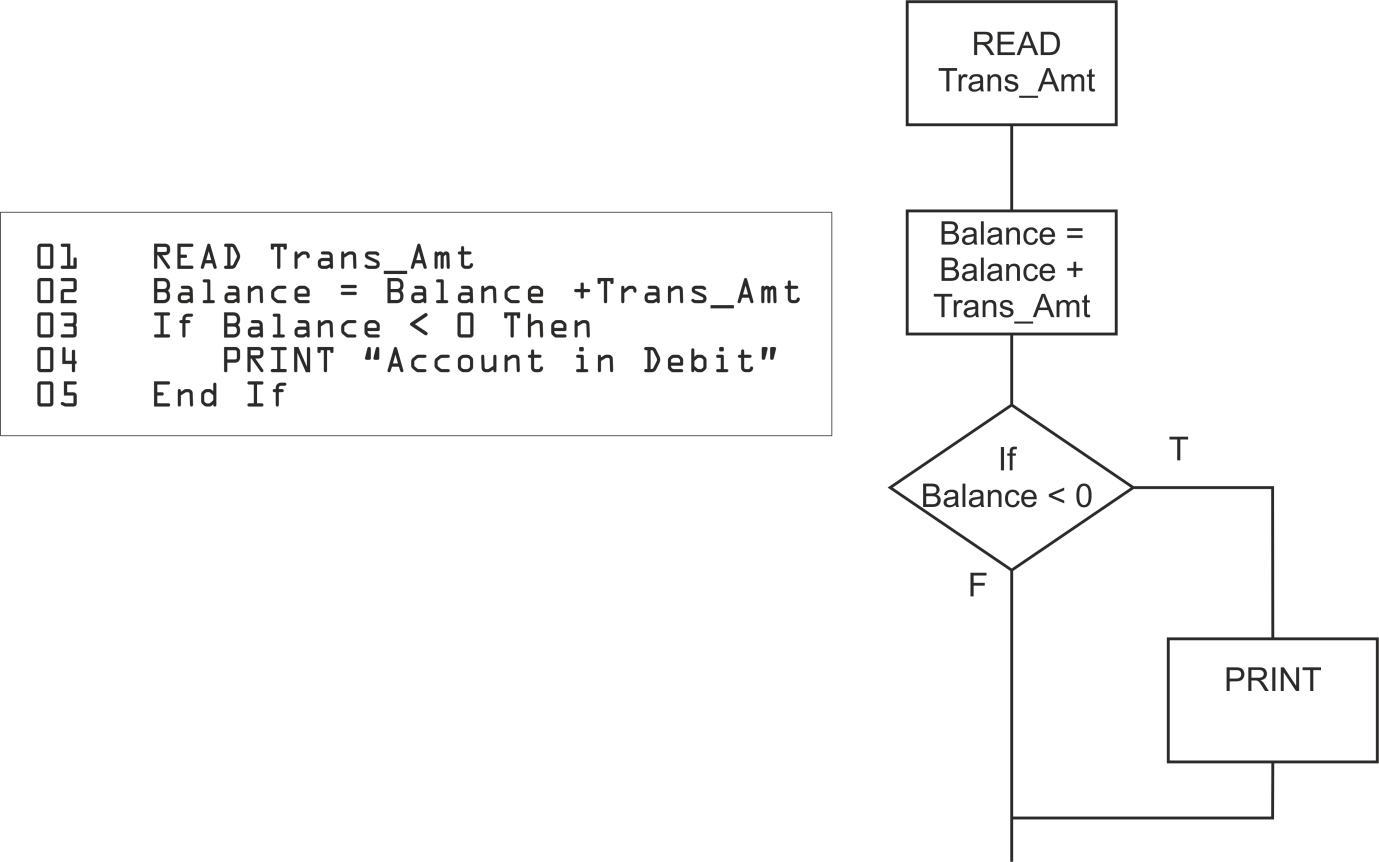 01 READ Trans_Amt
02 Balance = Balance +Trans_Amt
03 If Balance < 0 Then
04 PRINT “Account in Debit”
05 End If
READ
Trans_Amt
Balance =
Balance +
Trans_Amt
If
Balance < 0
T
F
PRINT